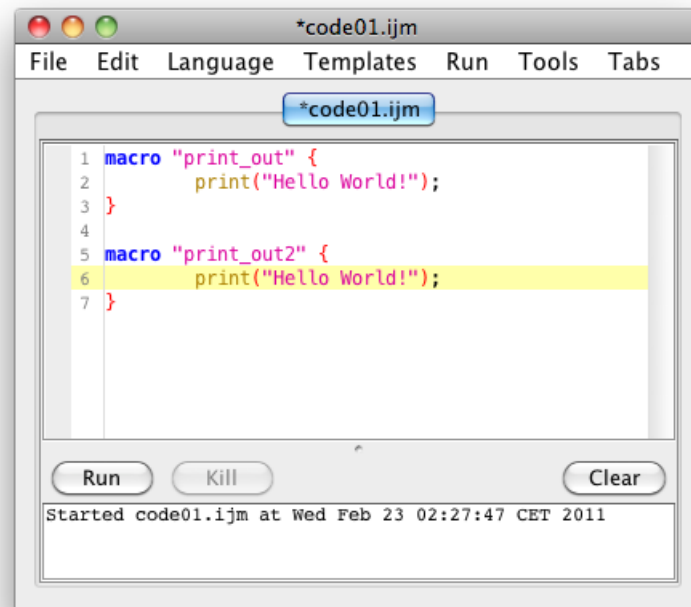 *code01.ijm
File Edit Language Templates Run Tools Tabs
*code01.ijm
1 macro "print_out" {
2 print("Hello World!");
3 }
4
5 macro "print_out2" {
6 print("Hello World!");
7 }
Run Kill Clear
Started code01.ijm at Wed Feb 23 02:27:47 CET 2011